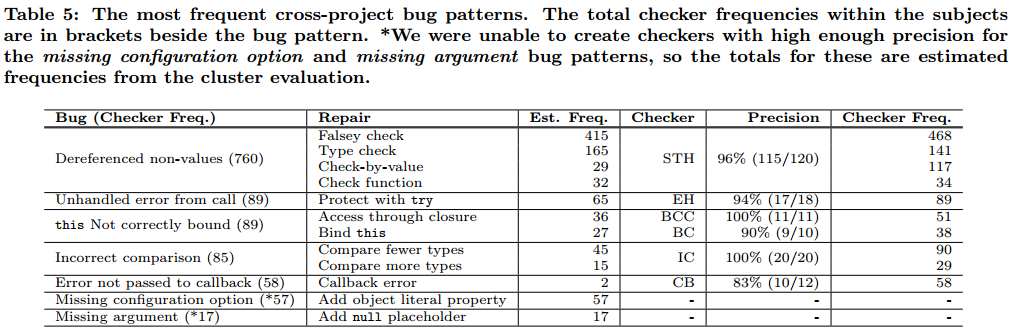 Table 5: The most frequent cross-project bug patterns. The total checker frequencies within the subjects
are in brackets beside the bug pattern. *We were unable to create checkers with high enough precision for
the missing configuration option and missing argument bug patterns, so the totals for these are estimated
frequencies from the cluster evaluation.
Bug (Checker Freq.) Repair Est. Freq. Checker Precision Checker Freq.
Falsey check 415 468
Type check 165 141
Dereferenced non-values (760) STH 96% (115/120)
Check-by-value 29 117
Check function 32 34
Unhandled error from call (89) Protect with try 65 EH 94% (17/18) 89
Access through closure 36 BCC 100% (11/11) 51
this Not correctly bound (89)
Bind this 27 BC 90% (9/10) 38
Compare fewer types 45 90
Incorrect comparison (85) IC 100% (20/20)
Compare more types 15 29
Error not passed to callback (58) Callback error 2 CB 83% (10/12) 58
Missing configuration option (*57) Add object literal property 57 - - -
Missing argument (*17) Add null placeholder 17 - - -